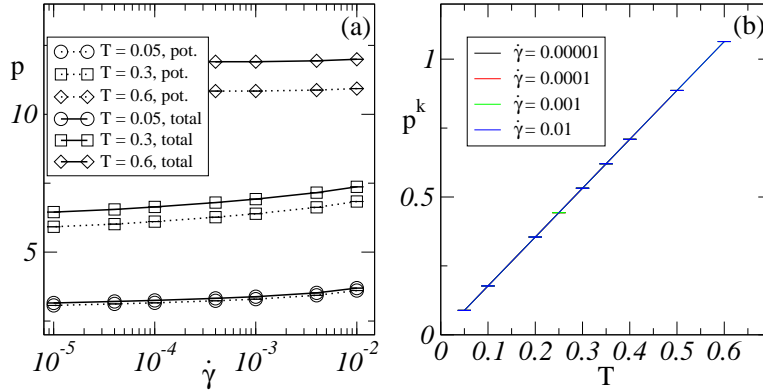 (a)
p
10
5
T = 0.05, pot.
T = 0.3, pot.
T = 0.6, pot.
T = 0.05, total
T = 0.3, total
T = 0.6, total
10^-5
10^-4
10^-3
10^-2
γ̇
(b)
p^k
1
0.5
0
γ̇ = 0.00001
γ̇ = 0.0001
γ̇ = 0.001
γ̇ = 0.01
0 0.1 0.2 0.3 0.4 0.5 0.6
T